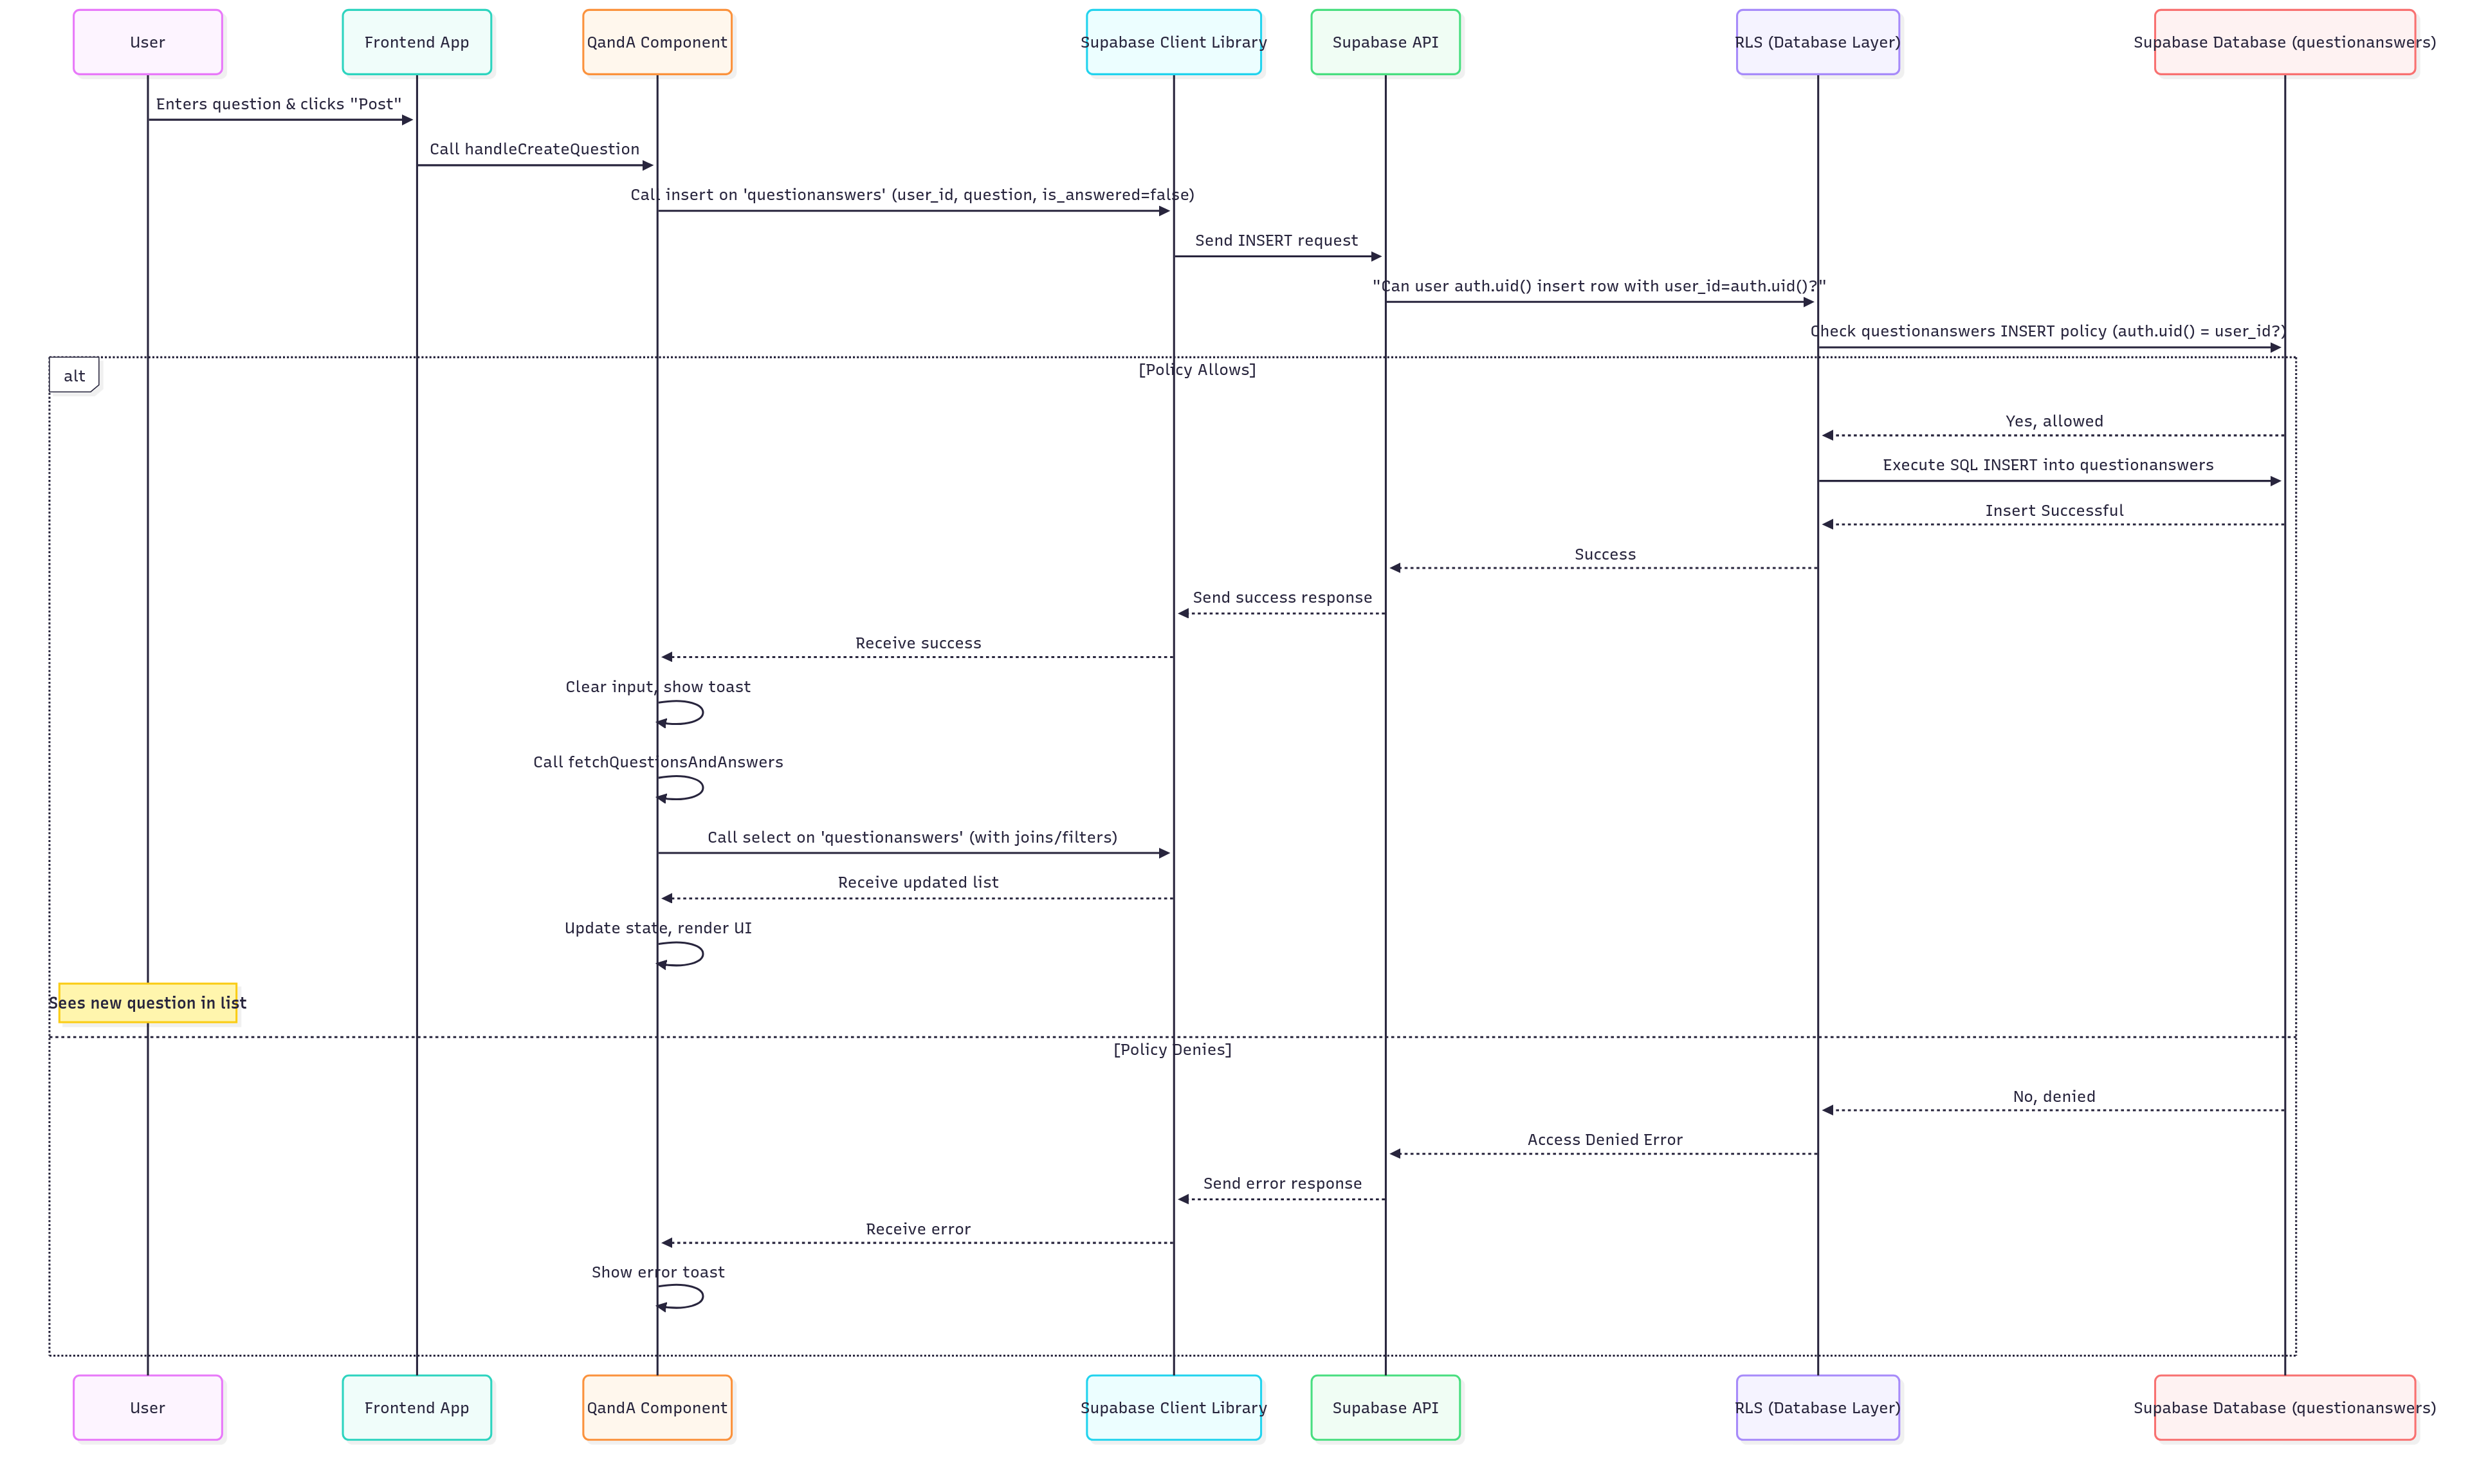 User
Frontend App
QandA Component
Supabase Client Library
Supabase API
RLS (Database Layer)
Supabase Database (questionanswers)
Enters question & clicks "Post"
Call handleCreateQuestion
Call insert on 'questionanswers' (user_id, question, is_answered=false)
Send INSERT request
"Can user auth.uid() insert row with user_id=auth.uid()?"
Check questionanswers INSERT policy (auth.uid() = user_id?)
alt
[Policy Allows]
Yes, allowed
Execute SQL INSERT into questionanswers
Insert Successful
Success
Send success response
Receive success
Clear input, show toast
Call fetchQuestionsAndAnswers
Call select on 'questionanswers' (with joins/filters)
Receive updated list
Update state, render UI
Sees new question in list
[Policy Denies]
No, denied
Access Denied Error
Send error response
Receive error
Show error toast
User
Frontend App
QandA Component
Supabase Client Library
Supabase API
RLS (Database Layer)
Supabase Database (questionanswers)